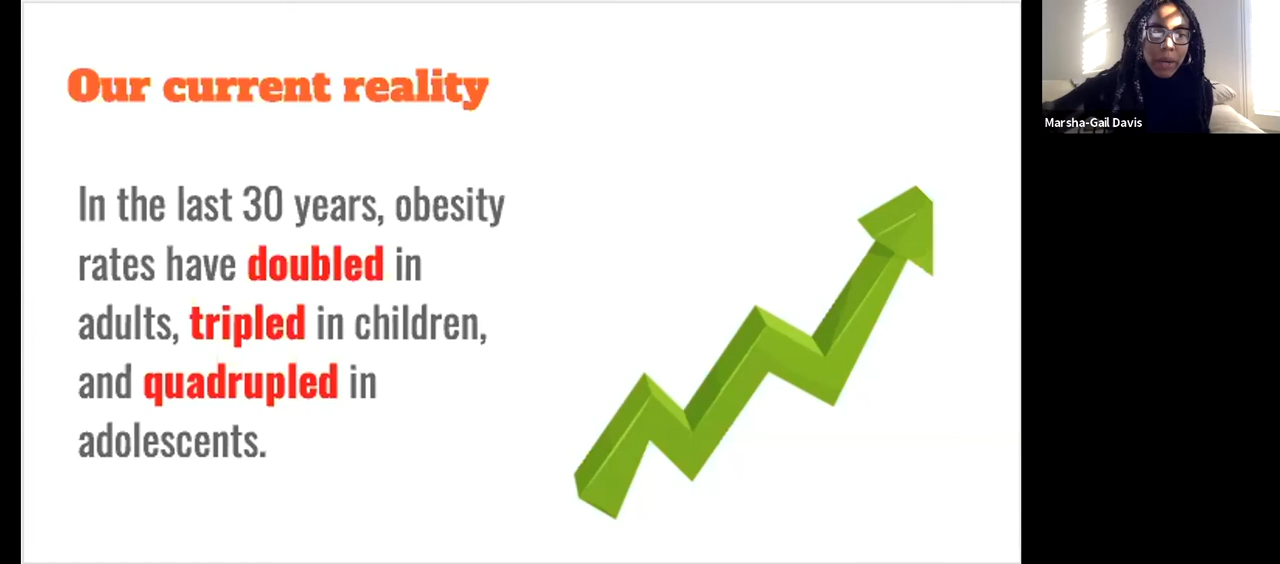 Our current reality
In the last 30 years, obesity
rates have doubled in
adults, tripled in children,
and quadrupled in
adolescents.
Marsha-Gail Davis